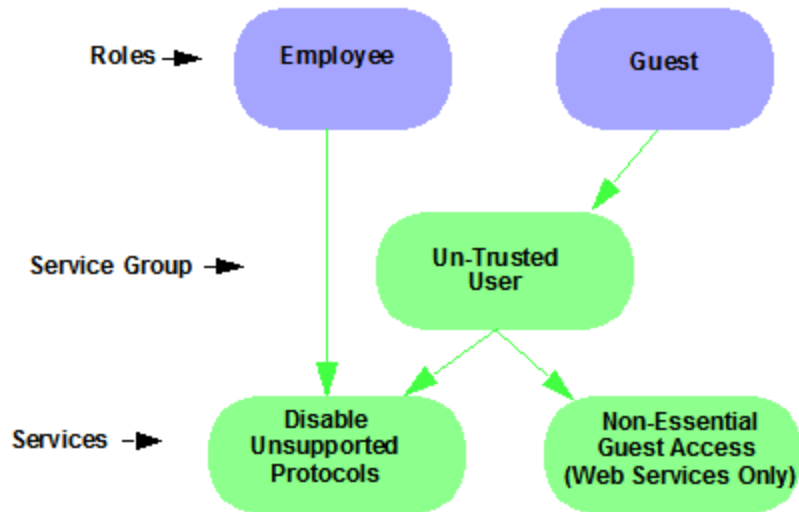 Roles
Employee
Guest
Service Group
Un-Trusted
User
Services
Disable
Unsupported
Protocols
Non-Essential
Guest Access
(Web Services Only)